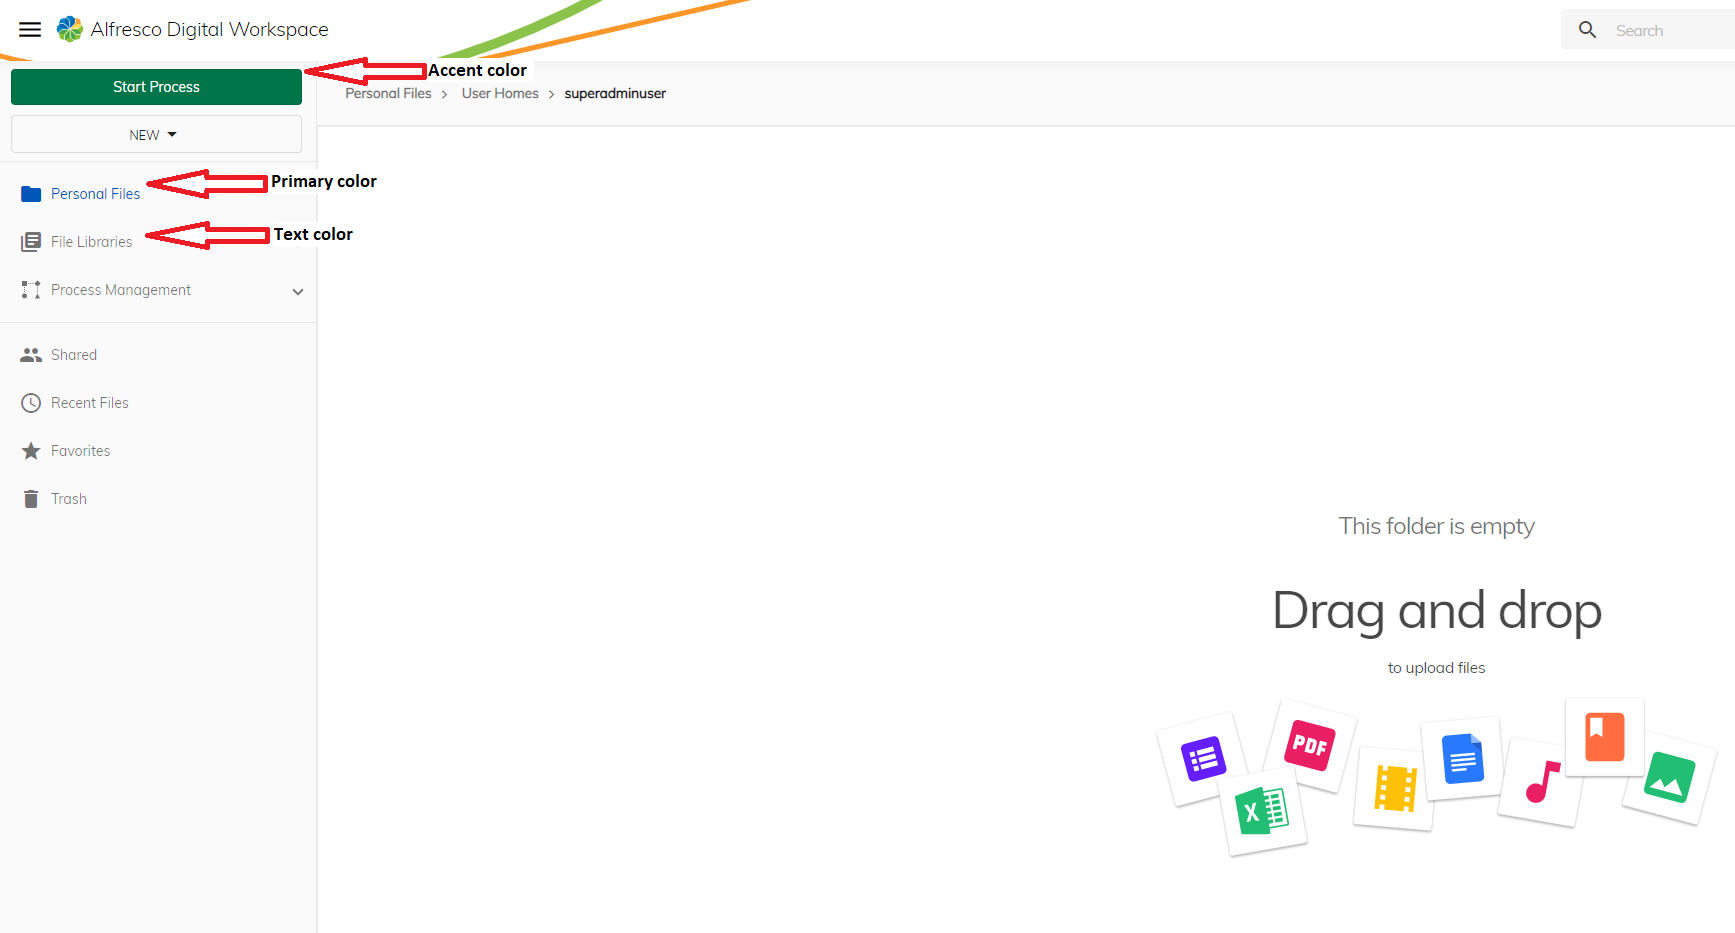 Alfresco Digital Workspace
Search
Start Process
Accent color
Personal Files > User Homes > superadminuser
NEW
Personal Files
Primary color
File Libraries
Text color
Process Management
Shared
Recent Files
Favorites
Trash
This folder is empty
Drag and drop
to upload files
PDF
X